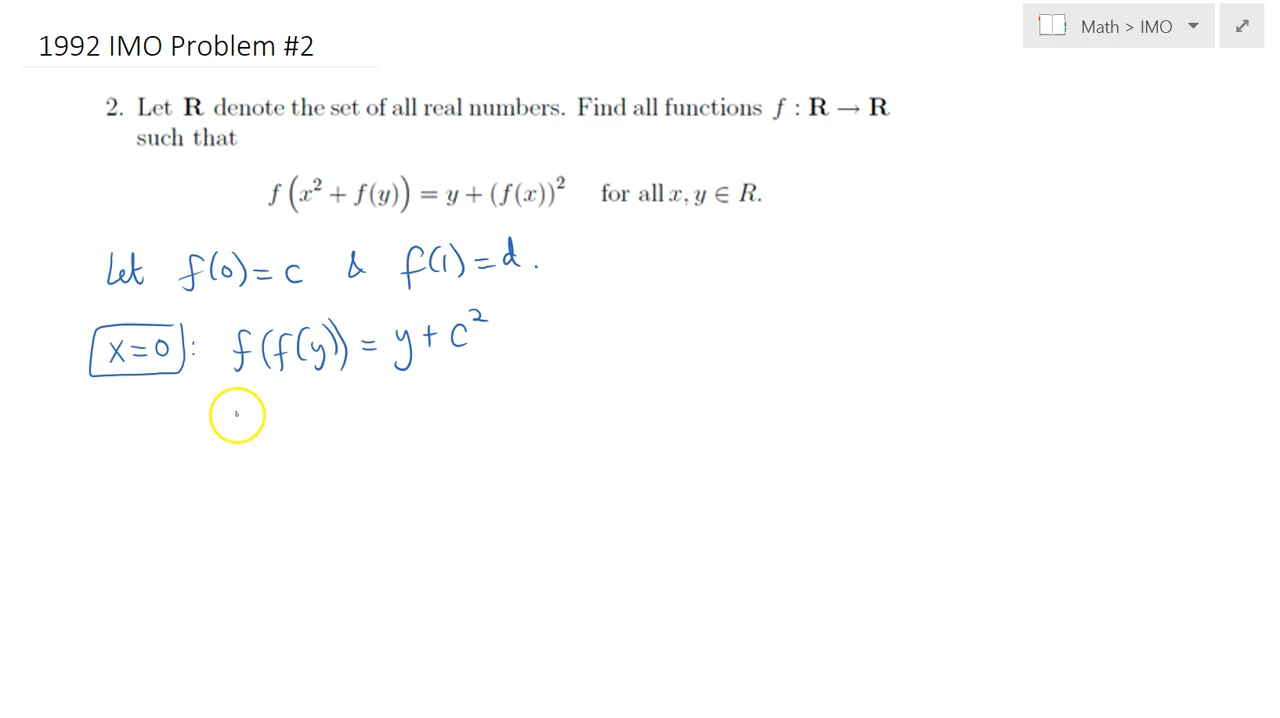 Math > IMO
1992 IMO Problem #2
2. Let R denote the set of all real numbers. Find all functions f : R → R
such that
f(x² + f(y)) = y + (f(x))² for all x, y ∈ R.
Let f(0) = c & f(1) = d.
x=0 : f(f(y)) = y + c²